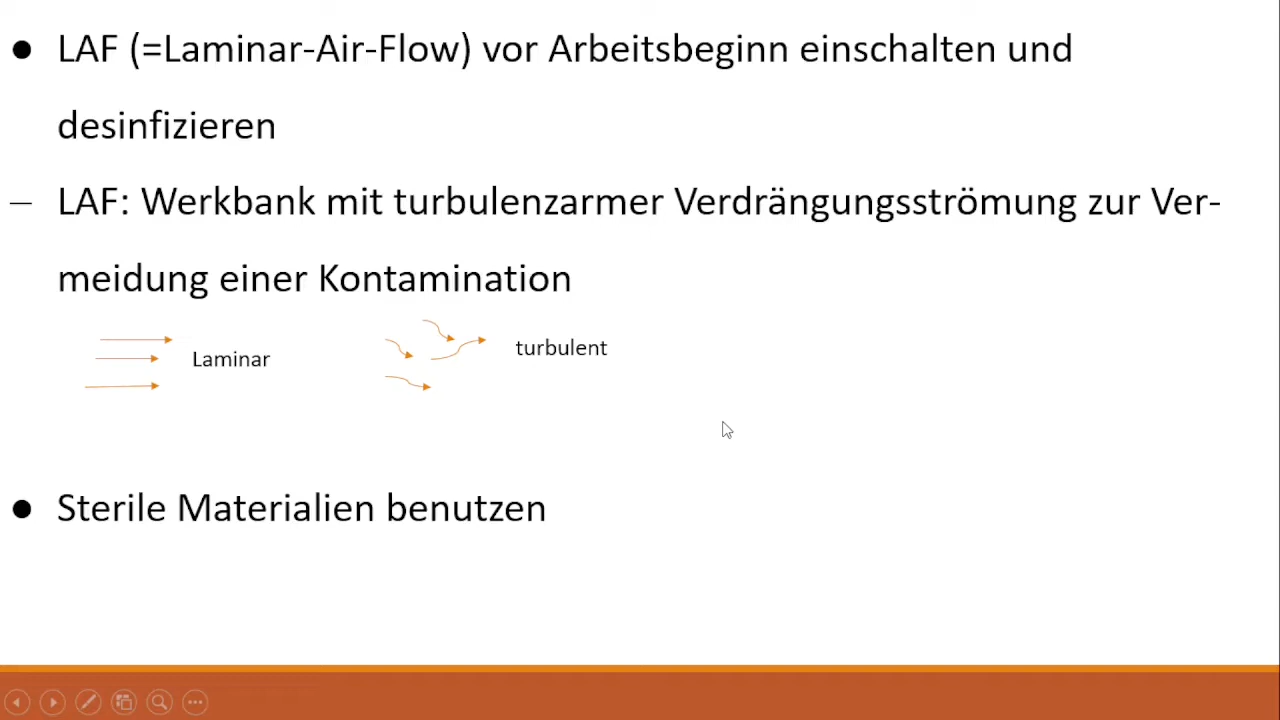 ● LAF (=Laminar-Air-Flow) vor Arbeitsbeginn einschalten und
desinfizieren
– LAF: Werkbank mit turbulenzarmer Verdrängungsströmung zur Ver-
meidung einer Kontamination
Laminar
turbulent
● Sterile Materialien benutzen